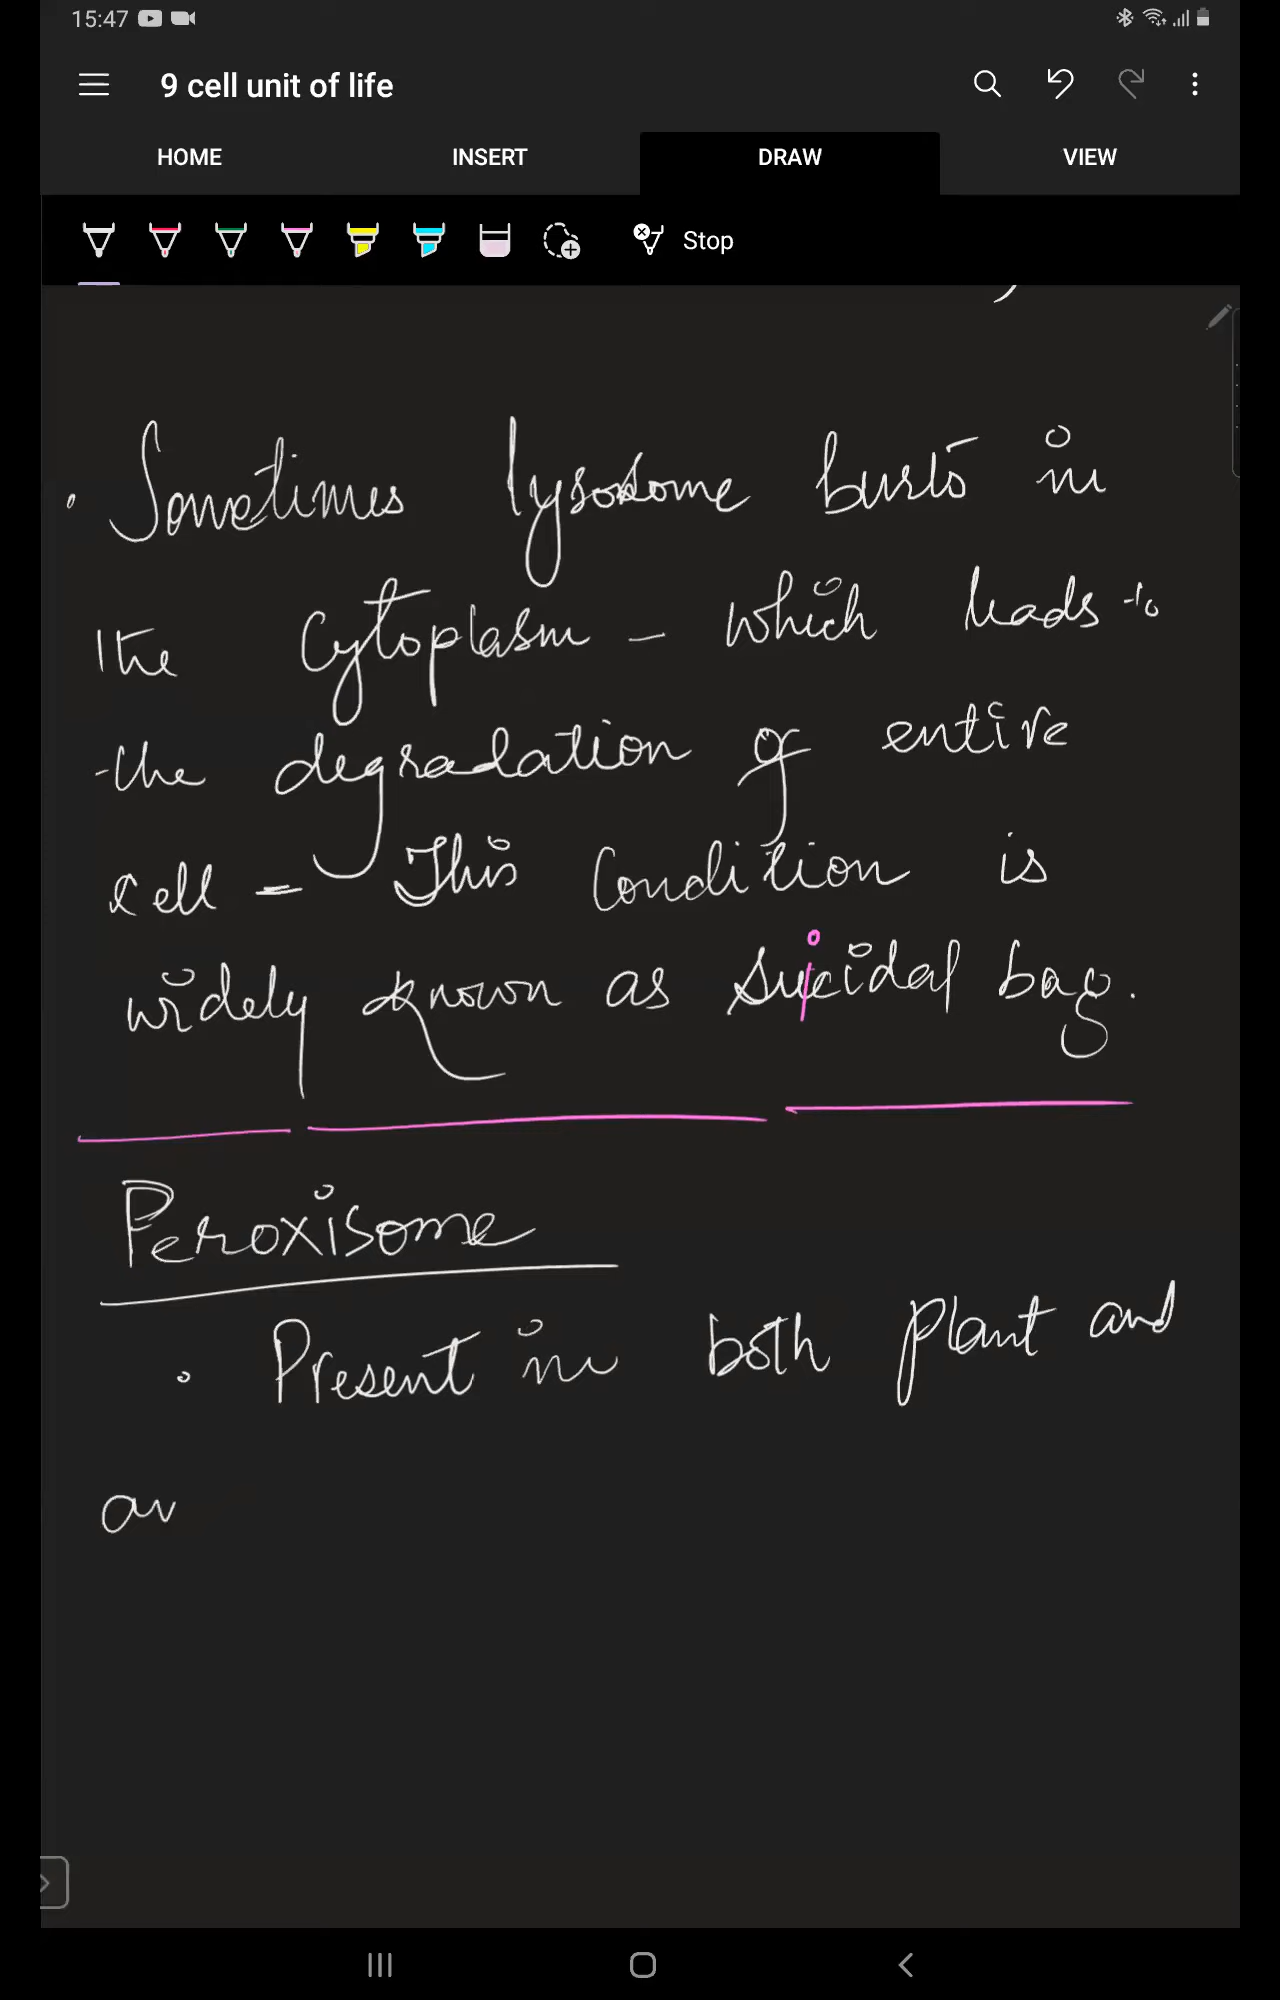 15:47
9 cell unit of life
HOME INSERT DRAW VIEW
Stop
• Sometimes lysosome bursts in
the Cytoplasm - which leads to
the degradation of entire
cell - This Condition is
widely known as suicidal bag.
Peroxisome
• Present in both plant and
an